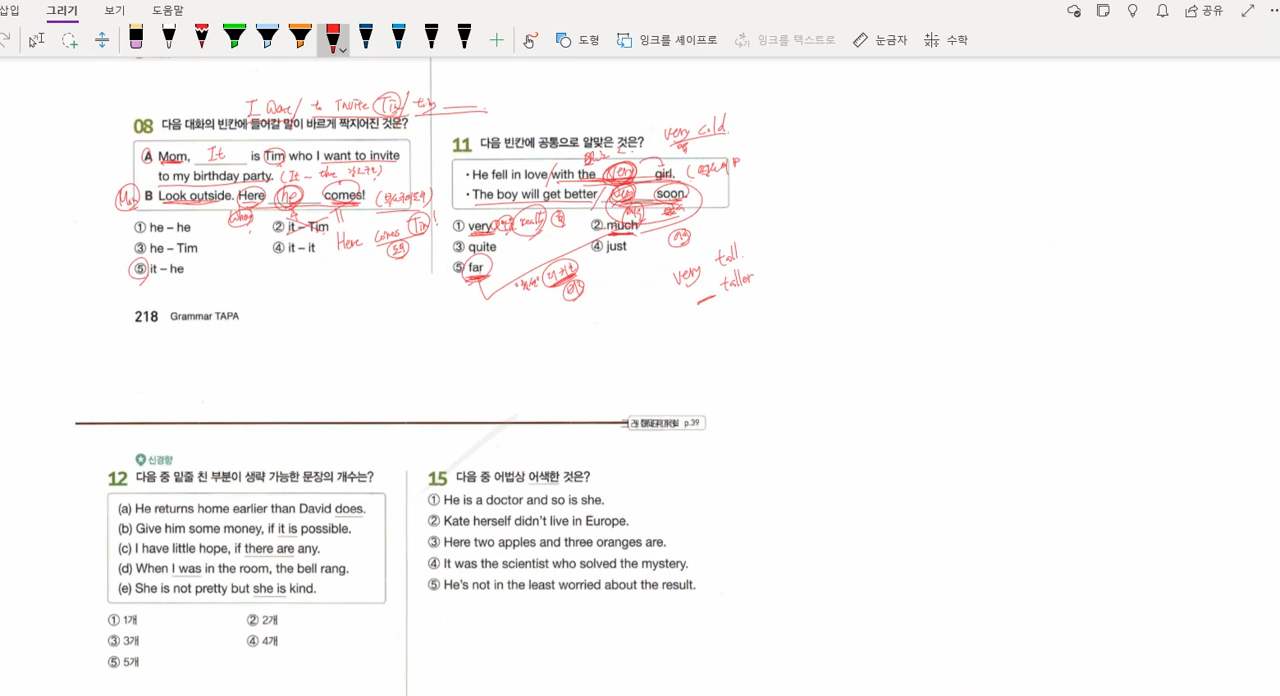 삽입 그리기 보기 도움말 공유
도형 잉크를 셰이프로 잉크를 텍스트로 눈금자 수학
I want / to invite Tim /
08 다음 대화의 빈칸에 들어갈 말이 바르게 짝지어진 것은?
A Mom, It is Tim who I want to invite
to my birthday party. (It ~ the
B Look outside. Here he comes!
① he – he ② it – Tim
Here comes Tim!
③ he – Tim ④ it – it
⑤ it – he
218 Grammar TAPA
very cold.
11 다음 빈칸에 공통으로 알맞은 것은?
• He fell in love with the very girl.
• The boy will get better soon.
① very ② much
③ quite ④ just
⑤ far
very tall.
taller
p.39
신경향
12 다음 중 밑줄 친 부분이 생략 가능한 문장의 개수는?
(a) He returns home earlier than David does.
(b) Give him some money, if it is possible.
(c) I have little hope, if there are any.
(d) When I was in the room, the bell rang.
(e) She is not pretty but she is kind.
① 1개 ② 2개
③ 3개 ④ 4개
⑤ 5개
15 다음 중 어법상 어색한 것은?
① He is a doctor and so is she.
② Kate herself didn't live in Europe.
③ Here two apples and three oranges are.
④ It was the scientist who solved the mystery.
⑤ He's not in the least worried about the result.